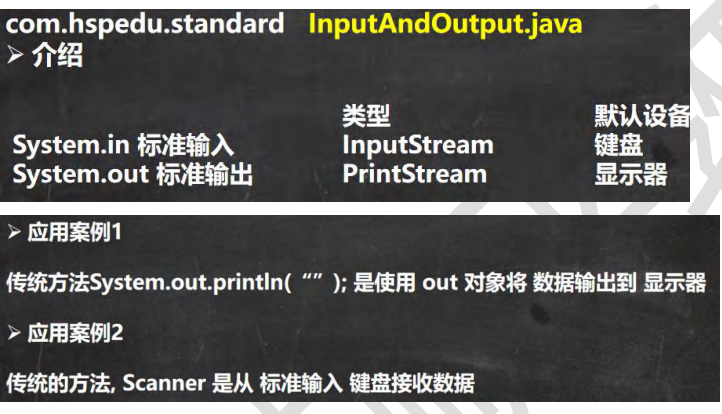 com.hspedu.standard InputAndOutput.java
➢ 介绍
类型 默认设备
System.in 标准输入 InputStream 键盘
System.out 标准输出 PrintStream 显示器
➢ 应用案例1
传统方法System.out.println( “” ); 是使用 out 对象将 数据输出到 显示器
➢ 应用案例2
传统的方法, Scanner 是从 标准输入 键盘接收数据